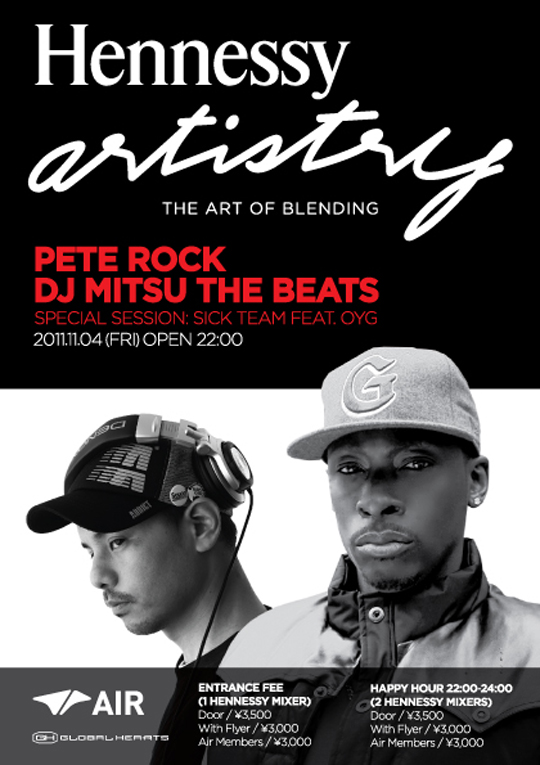 Hennessy
artistry
THE ART OF BLENDING
PETE ROCK
DJ MITSU THE BEATS
SPECIAL SESSION: SICK TEAM FEAT. OYG
2011.11.04 (FRI) OPEN 22:00
G
ADDICT
AIR
GH GLOBAL HEARTS
ENTRANCE FEE
(1 HENNESSY MIXER)
Door / ¥3,500
With Flyer / ¥3,000
Air Members / ¥3,000
HAPPY HOUR 22:00-24:00
(2 HENNESSY MIXERS)
Door / ¥3,500
With Flyer / ¥3,000
Air Members / ¥3,000